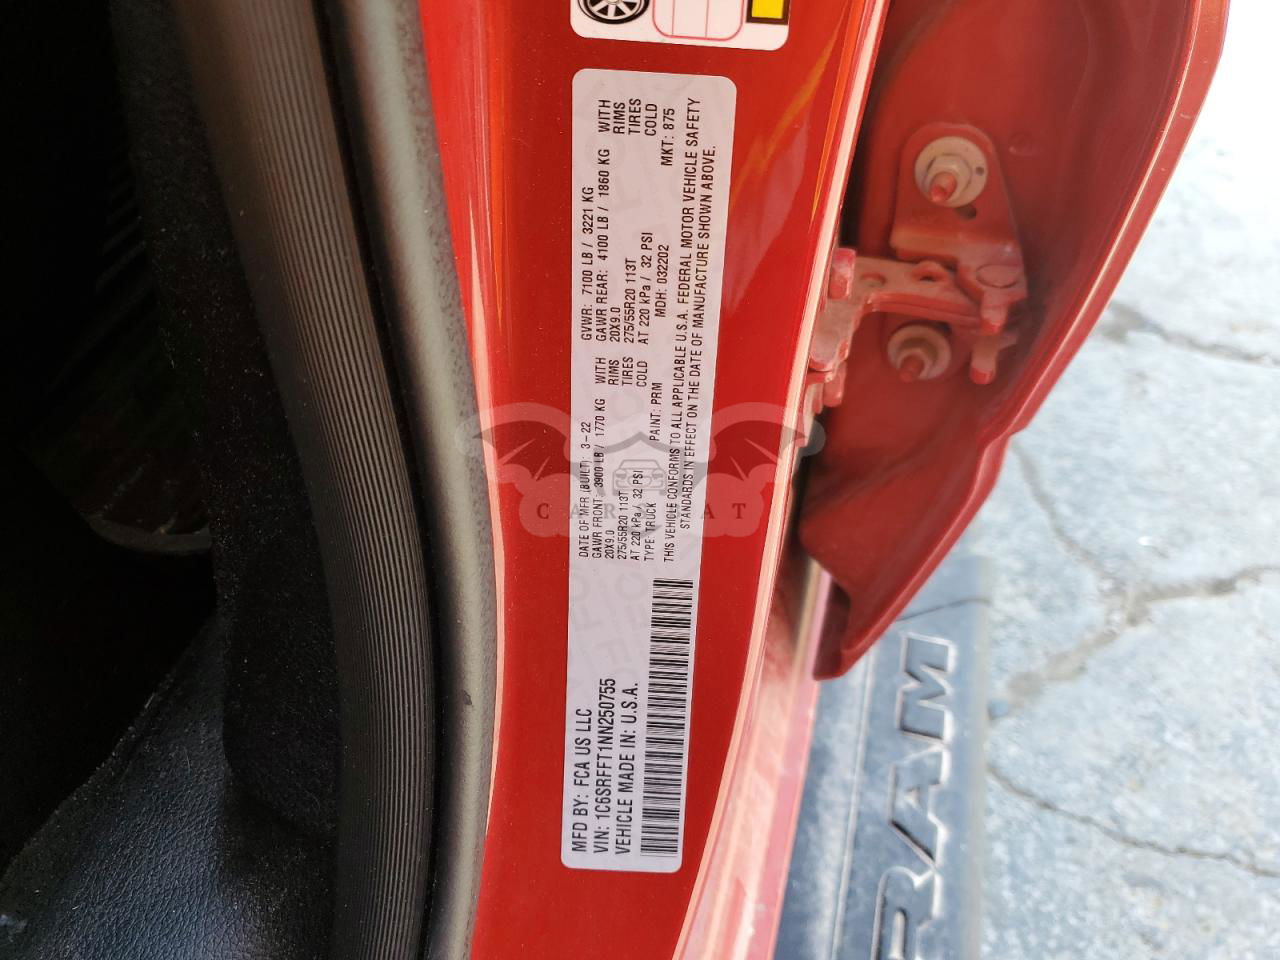 MFD BY: FCA US LLC
VIN: 1C6SRFFT1NN250755
VEHICLE MADE IN: U.S.A.
DATE OF MFR (BUILT): 3-22 GVWR: 7100 LB / 3221 KG
GAWR FRONT: 3900 LB / 1770 KG WITH GAWR REAR: 4100 LB / 1860 KG WITH
20X9.0 RIMS 20X9.0 RIMS
275/55R20 113T TIRES 275/55R20 113T TIRES
AT 220 kPa / 32 PSI COLD AT 220 kPa / 32 PSI COLD
TYPE: TRUCK PAINT: PRM MDH: 032202 MKT: 875
THIS VEHICLE CONFORMS TO ALL APPLICABLE U.S.A. FEDERAL MOTOR VEHICLE SAFETY
STANDARDS IN EFFECT ON THE DATE OF MANUFACTURE SHOWN ABOVE.
RAM